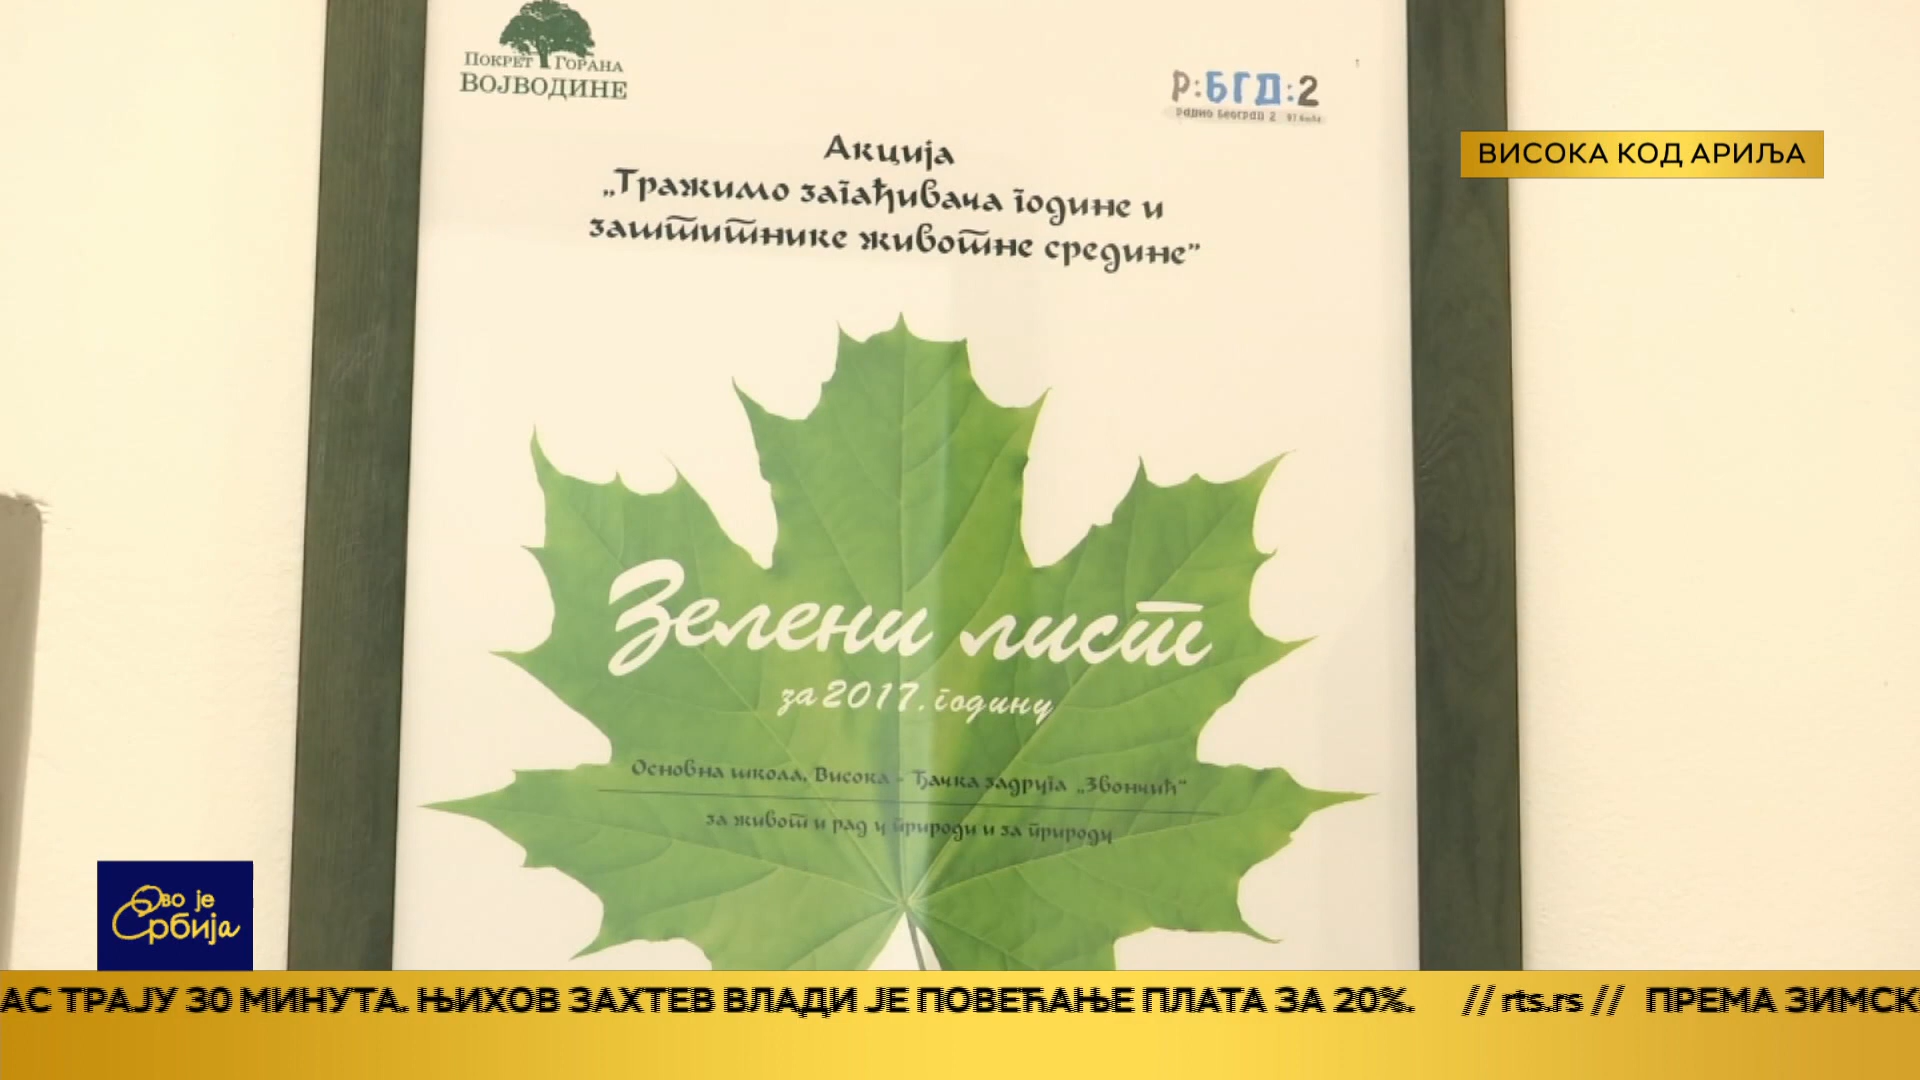 Покрет Горана
ВОЈВОДИНЕ
Р:БГД:2
радио београд 2
ВИСОКА КОД АРИЉА
Акција
„Тражимо загађивача године и
заштитнике животне средине”
Зелени лист
за 2017. годину
Основна школа, Висока - Ђачка задруга „Звончић“
за живот и рад у природи и за природу
Ово је
Србија
АС ТРАЈУ 30 МИНУТА. ЊИХОВ ЗАХТЕВ ВЛАДИ ЈЕ ПОВЕЋАЊЕ ПЛАТА ЗА 20%. // rts.rs // ПРЕМА ЗИМСК